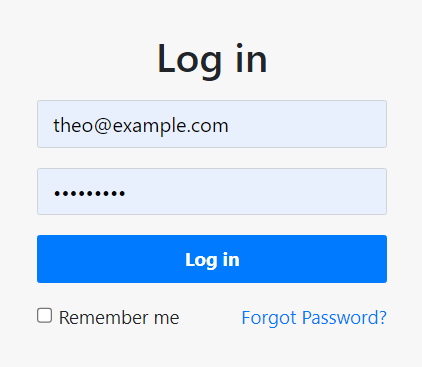 Log in
theo@example.com
•••••••••
Log in
Remember me
Forgot Password?